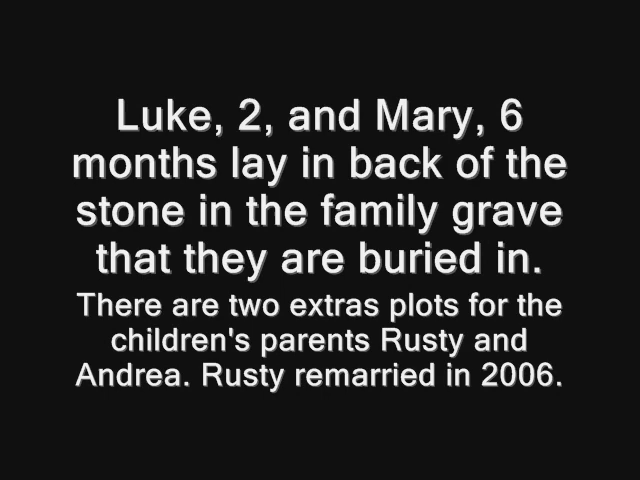 Luke, 2, and Mary, 6
months lay in back of the
stone in the family grave
that they are buried in.
There are two extras plots for the
children's parents Rusty and
Andrea. Rusty remarried in 2006.